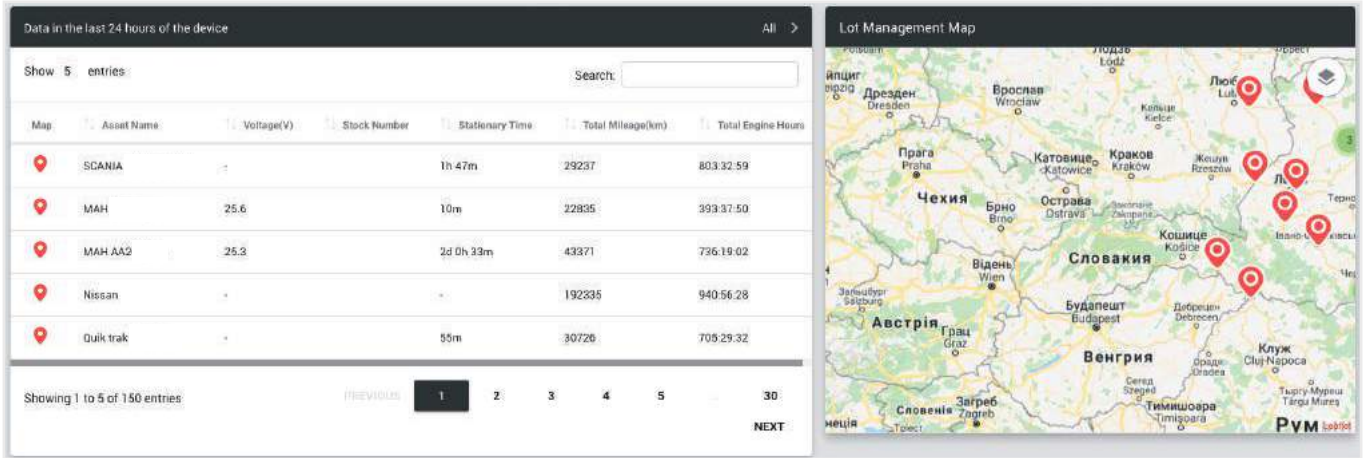 Data in the last 24 hours of the device All
Show 5 entries Search:
Map Asset Name Voltage(V) Stock Number Stationary Time Total Mileage(km) Total Engine Hours
SCANIA - 1h 47m 29237 803:32:59
MAH 25.6 10m 22835 393:37:50
MAH AA2 25.3 2d 0h 33m 43371 736:19:02
Nissan - - 192335 940:56:28
Quik trak - 55m 30726 705:29:32
Showing 1 to 5 of 150 entries PREVIOUS 1 2 3 4 5 30
NEXT
Lot Management Map
Łódź
Дрезден
Dresden
Врослав
Wrocław
Кельце
Kielce
3
Прага
Praha
Катовице
Katowice
Краков
Kraków
Жешув
Rzeszów
Чехия
Брно
Brno
Острава
Ostrava
Zakopane
Кошице
Košice
Словакия
Відень
Wien
Зальцбург
Salzburg
Будапешт
Budapest
Дебрецен
Debrecen
Австрія
Грац
Graz
Венгрия
Орадя
Oradea
Клуж
Cluj-Napoca
Сегед
Szeged
Тыргу-Муреш
Târgu Mureș
Словенія
Загреб
Zagreb
Тимишоара
Timișoara
Рум
Leaflet